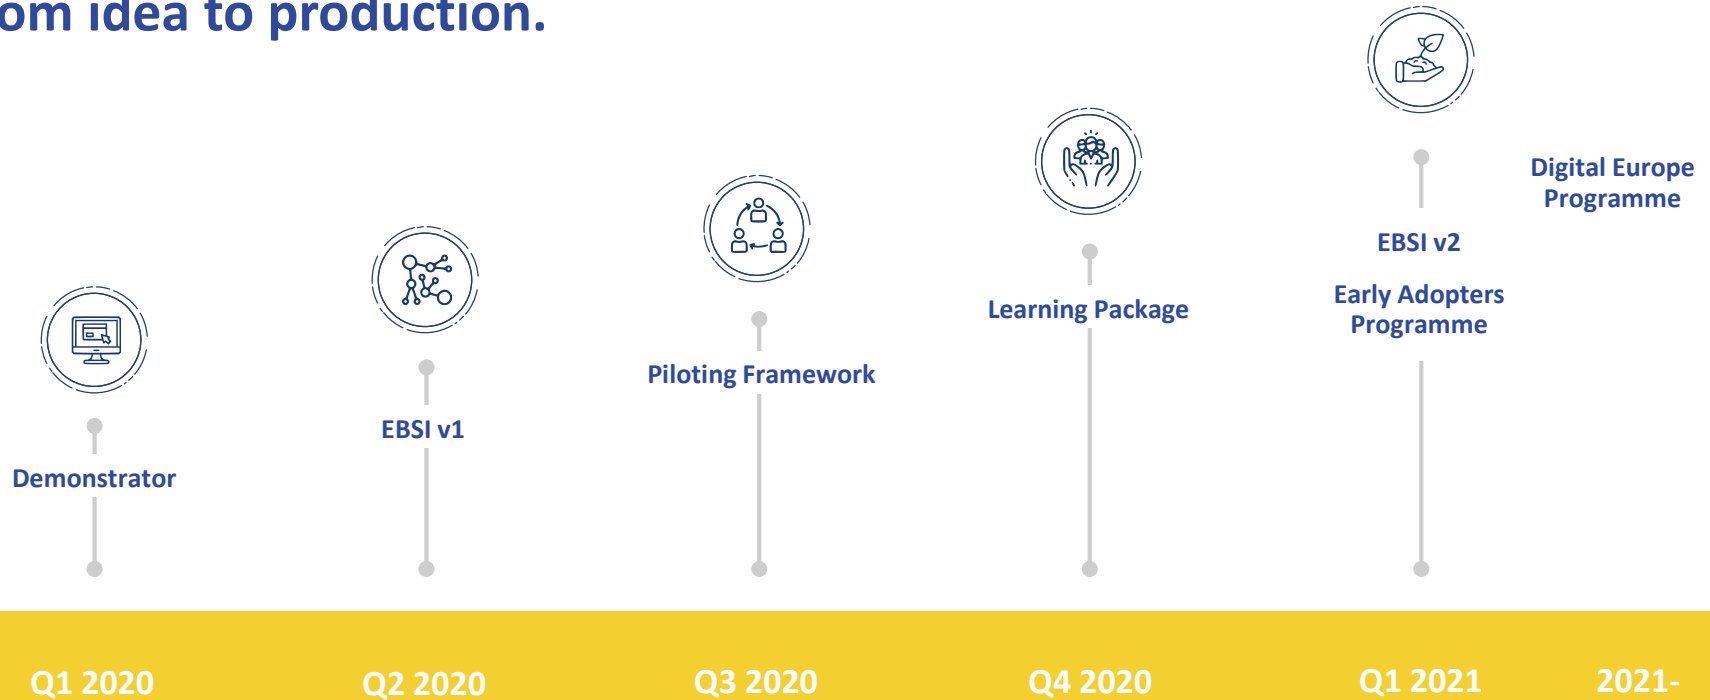 om idea to production.
Demonstrator
EBSI v1
Piloting Framework
Learning Package
EBSI v2
Early Adopters
Programme
Digital Europe
Programme
Q1 2020
Q2 2020
Q3 2020
Q4 2020
Q1 2021
2021-